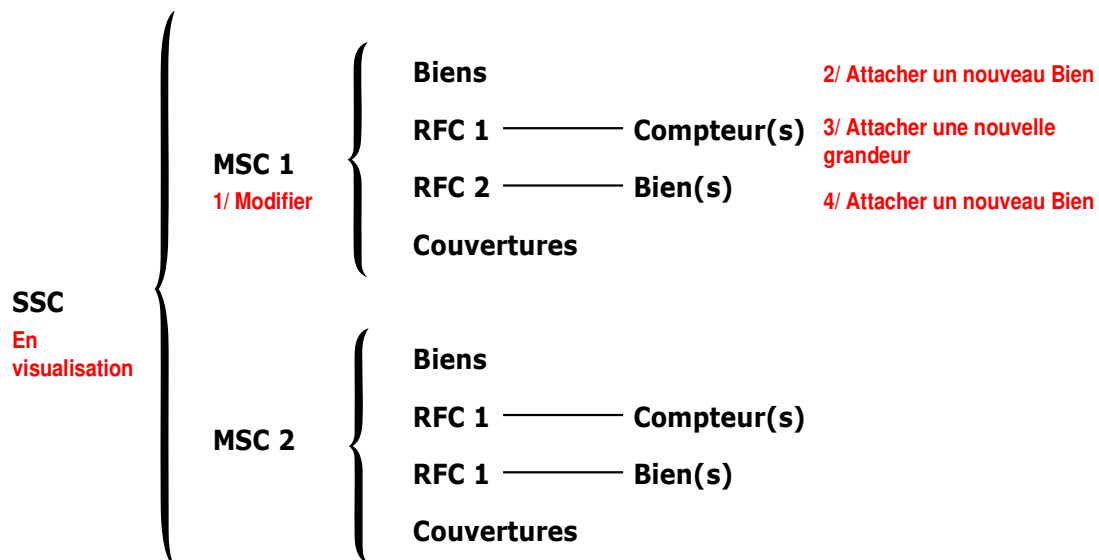 SSC
En
visualisation
MSC 1
1/ Modifier
Biens
2/ Attacher un nouveau Bien
RFC 1
Compteur(s)
3/ Attacher une nouvelle
grandeur
RFC 2
Bien(s)
4/ Attacher un nouveau Bien
Couvertures
MSC 2
Biens
RFC 1
Compteur(s)
RFC 1
Bien(s)
Couvertures